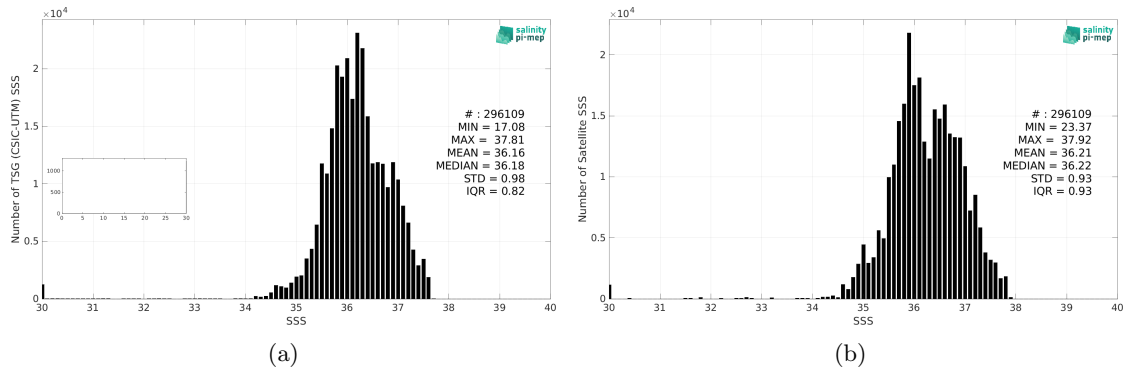 ×10⁴
2
1.5
1
0.5
0
Number of TSG (CSIC-UTM) SSS
30 31 32 33 34 35 36 37 38 39 40
SSS
salinity
pi-mep
# : 296109
MIN = 17.08
MAX = 37.81
MEAN = 36.16
MEDIAN = 36.18
STD = 0.98
IQR = 0.82
1000
500
0
0 5 10 15 20 25 30
(a)
×10⁴
2
1.5
1
0.5
0
Number of Satellite SSS
30 31 32 33 34 35 36 37 38 39 40
SSS
salinity
pi-mep
# : 296109
MIN = 23.37
MAX = 37.92
MEAN = 36.21
MEDIAN = 36.22
STD = 0.93
IQR = 0.93
(b)